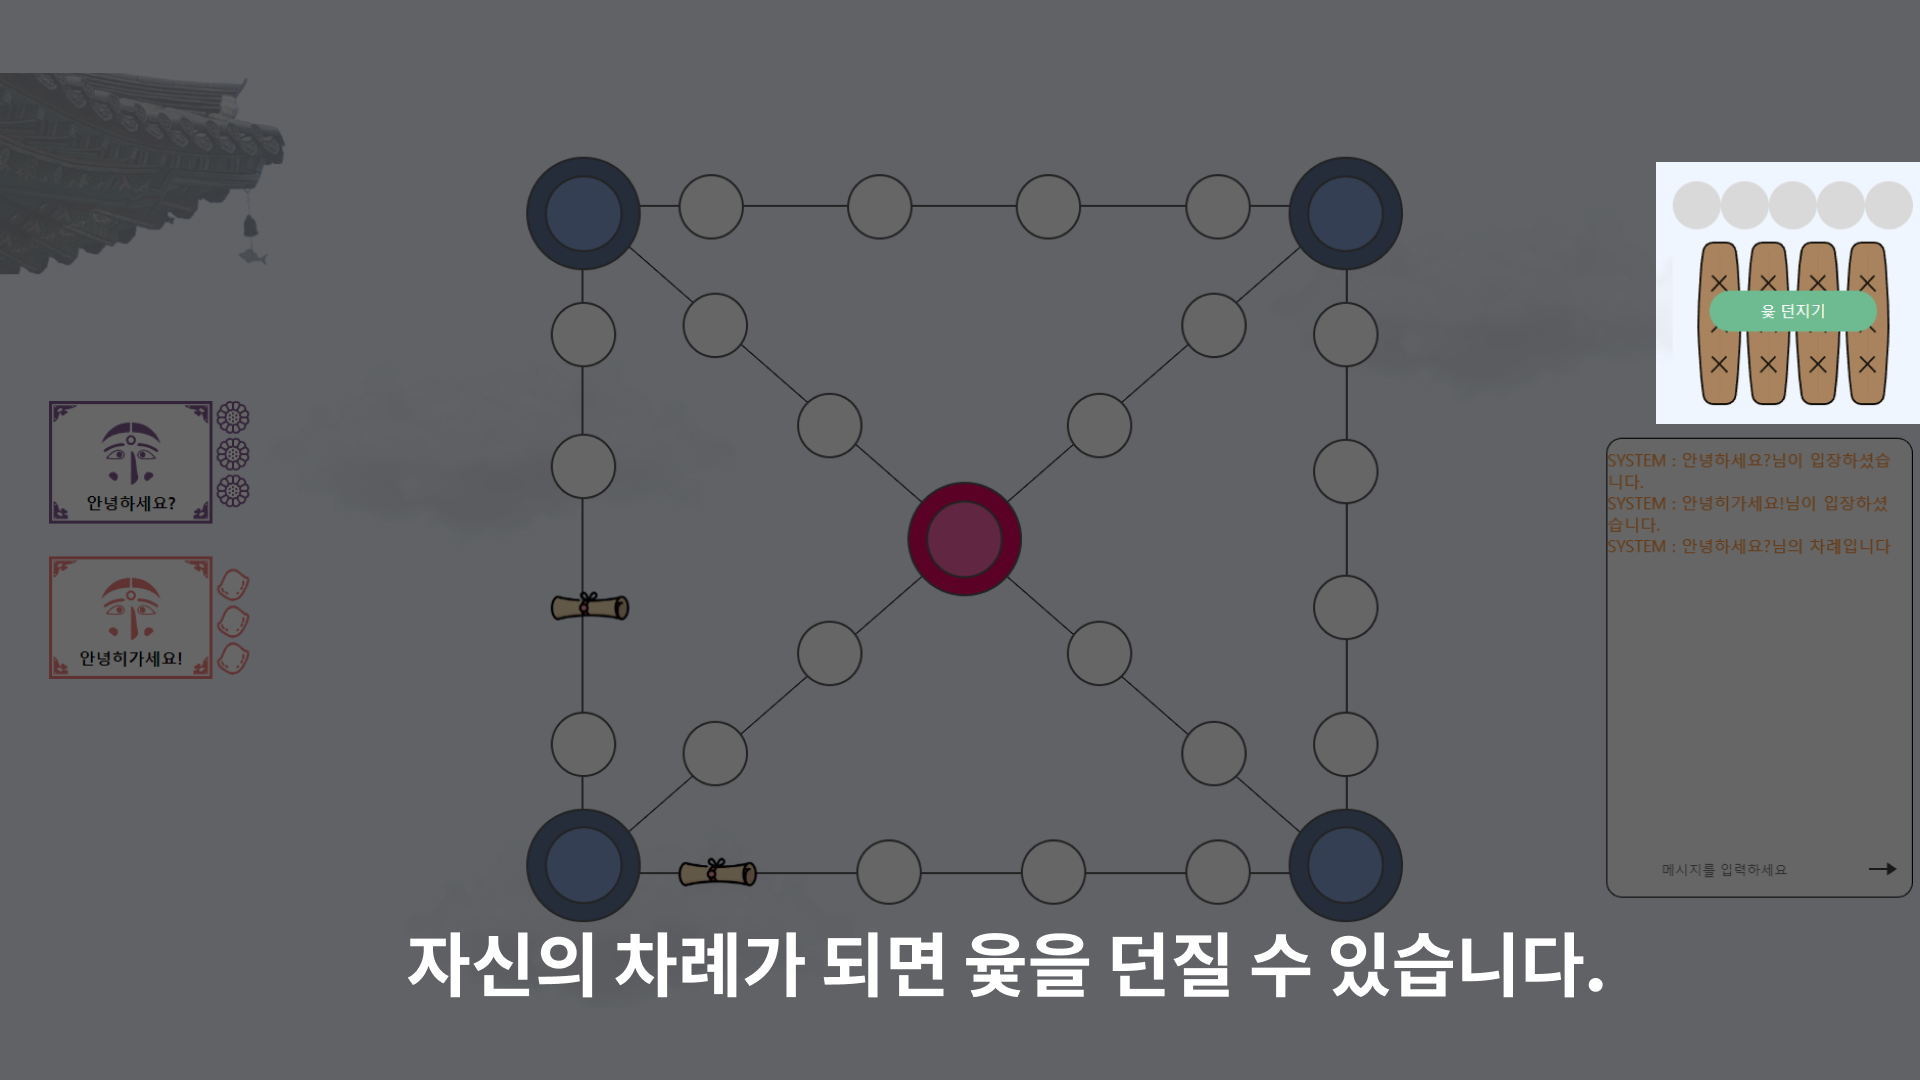 윷 던지기
안녕하세요?
안녕히가세요!
SYSTEM : 안녕하세요?님이 입장하셨습
니다.
SYSTEM : 안녕히가세요!님이 입장하셨
습니다.
SYSTEM : 안녕하세요?님의 차례입니다
메시지를 입력하세요
자신의 차례가 되면 윷을 던질 수 있습니다.